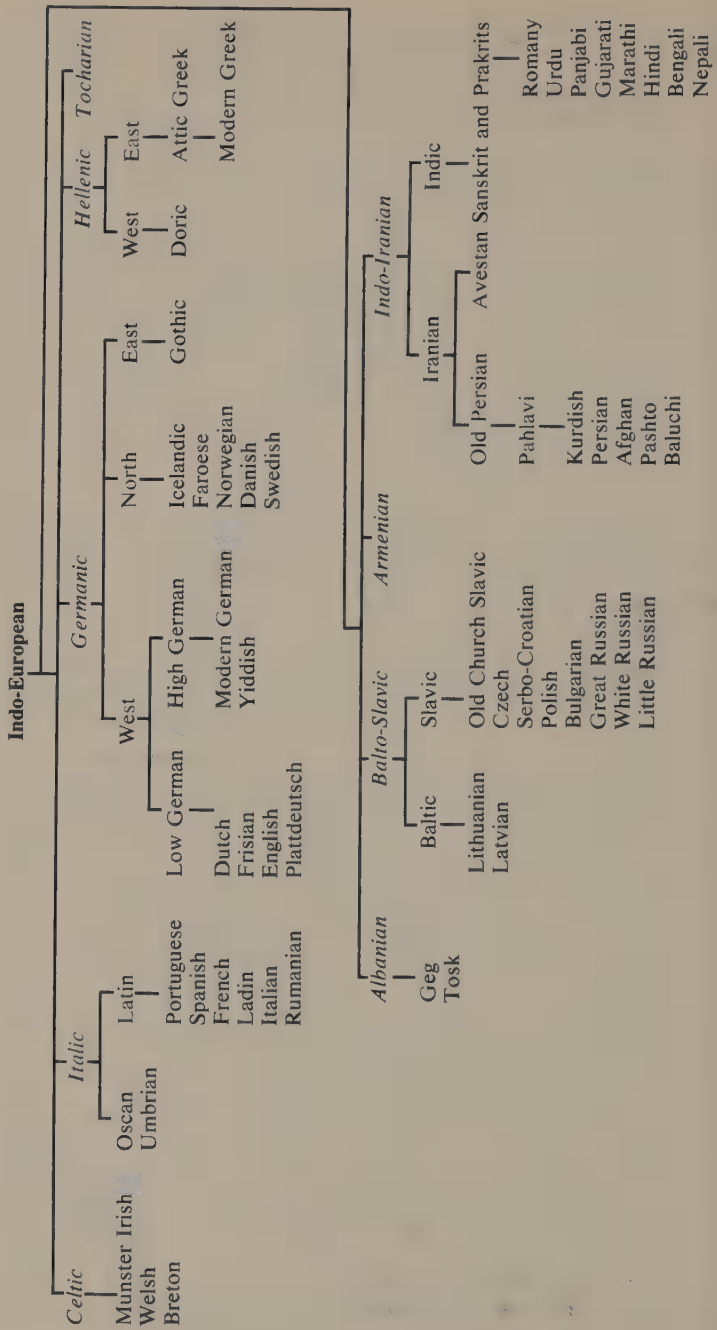 Indo-European
Celtic
Munster Irish
Welsh
Breton
Italic
Oscan
Umbrian
Latin
Portuguese
Spanish
French
Ladin
Italian
Rumanian
Germanic
West
Low German
Dutch
Frisian
English
Plattdeutsch
High German
Modern German
Yiddish
North
Icelandic
Faroese
Norwegian
Danish
Swedish
East
Gothic
Hellenic
West
Doric
East
Attic Greek
Modern Greek
Tocharian
Albanian
Geg
Tosk
Balto-Slavic
Baltic
Lithuanian
Latvian
Slavic
Old Church Slavic
Czech
Serbo-Croatian
Polish
Bulgarian
Great Russian
White Russian
Little Russian
Armenian
Indo-Iranian
Iranian
Old Persian
Pahlavi
Kurdish
Persian
Afghan
Pashto
Baluchi
Avestan
Indic
Sanskrit and Prakrits
Romany
Urdu
Panjabi
Gujarati
Marathi
Hindi
Bengali
Nepali